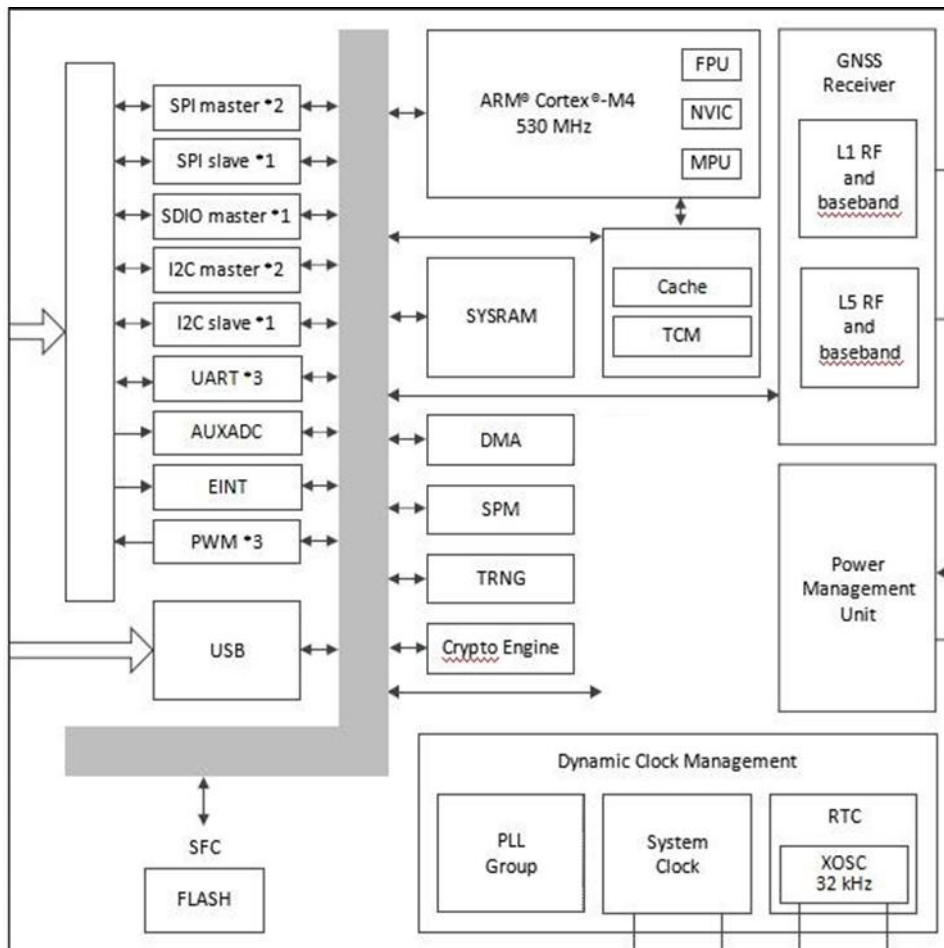 SPI master *2
SPI slave *1
SDIO master *1
I2C master *2
I2C slave *1
UART *3
AUXADC
EINT
PWM *3
USB
SFC
FLASH
ARM® Cortex®-M4
530 MHz
FPU
NVIC
MPU
SYSRAM
Cache
TCM
DMA
SPM
TRNG
Crypto Engine
GNSS
Receiver
L1 RF
and
baseband
L5 RF
and
baseband
Power
Management
Unit
Dynamic Clock Management
PLL
Group
System
Clock
RTC
XOSC
32 kHz